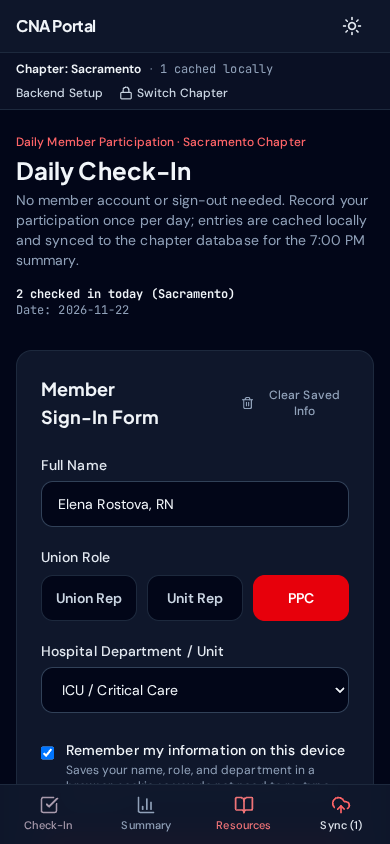 CNA Portal
Chapter: Sacramento · 1 cached locally
Backend Setup Switch Chapter
Daily Member Participation · Sacramento Chapter
Daily Check-In
No member account or sign-out needed. Record your
participation once per day; entries are cached locally
and synced to the chapter database for the 7:00 PM
summary.
2 checked in today (Sacramento)
Date: 2026-11-22
Member
Sign-In Form
Clear Saved
Info
Full Name
Elena Rostova, RN
Union Role
Union Rep Unit Rep PPC
Hospital Department / Unit
ICU / Critical Care
Remember my information on this device
Saves your name, role, and department in a
Check-In Summary Resources Sync (1)